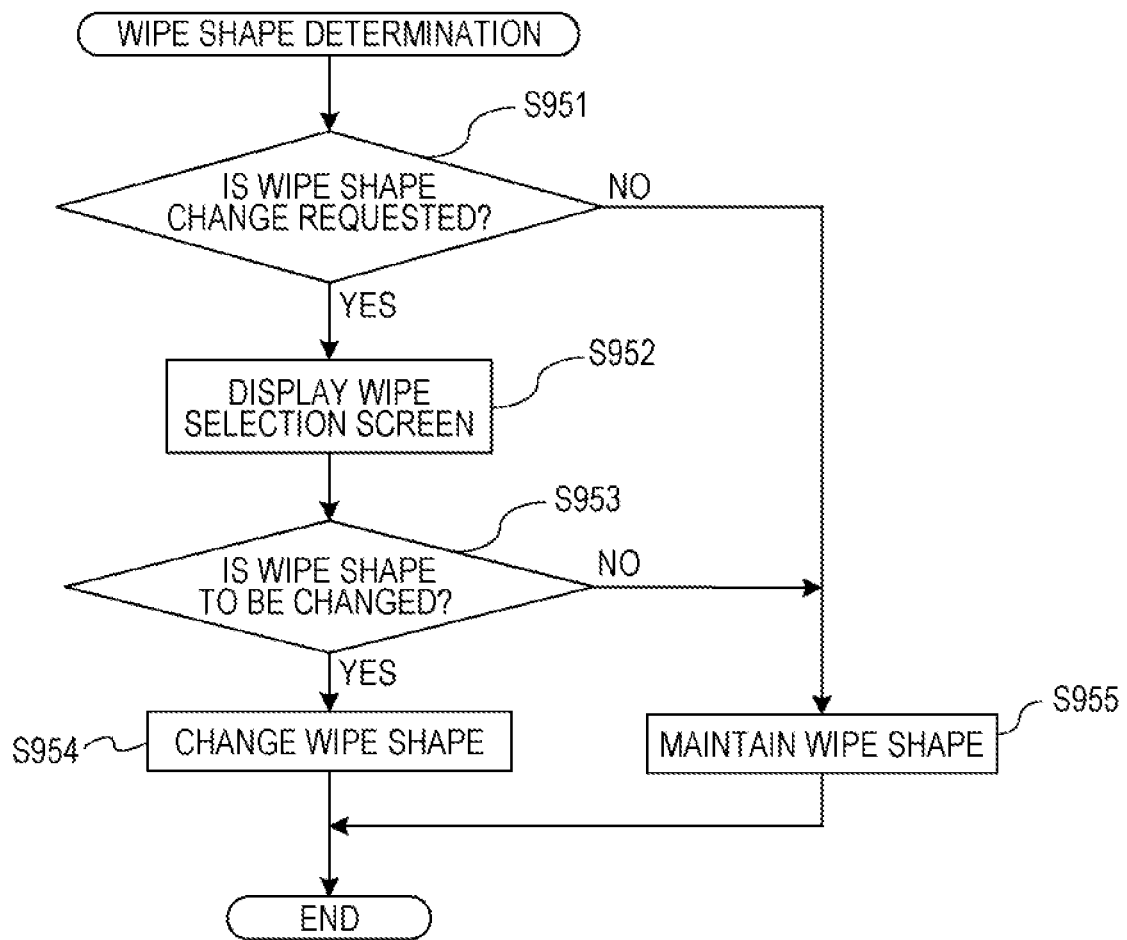 WIPE SHAPE DETERMINATION
S951
IS WIPE SHAPE
CHANGE REQUESTED?
NO
YES
S952
DISPLAY WIPE
SELECTION SCREEN
S953
IS WIPE SHAPE
TO BE CHANGED?
NO
YES
S954
CHANGE WIPE SHAPE
S955
MAINTAIN WIPE SHAPE
END